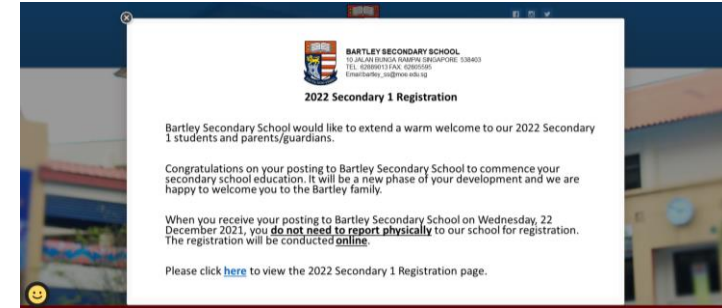 BARTLEY SECONDARY SCHOOL
10 JALAN BUNGA RAMPAI SINGAPORE 538403
TEL: 62889013 FAX: 62805595
Email:bartley_ss@moe.edu.sg
2022 Secondary 1 Registration
Bartley Secondary School would like to extend a warm welcome to our 2022 Secondary
1 students and parents/guardians.
Congratulations on your posting to Bartley Secondary School to commence your
secondary school education. It will be a new phase of your development and we are
happy to welcome you to the Bartley family.
When you receive your posting to Bartley Secondary School on Wednesday, 22
December 2021, you do not need to report physically to our school for registration.
The registration will be conducted online.
Please click here to view the 2022 Secondary 1 Registration page.